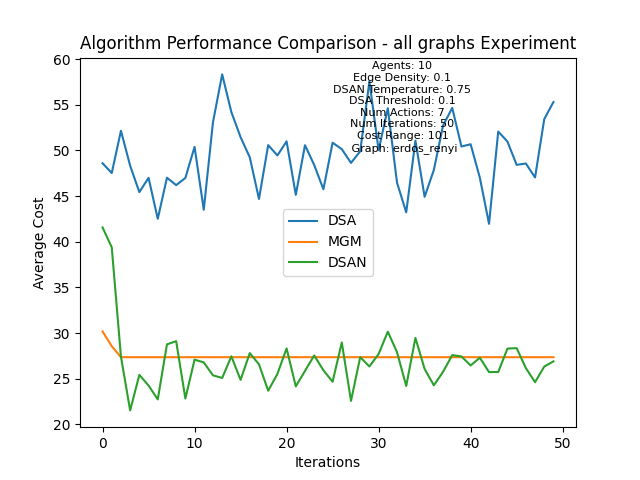 Algorithm Performance Comparison - all graphs Experiment
Agents: 10
Edge Density: 0.1
DSAN Temperature: 0.75
DSA Threshold: 0.1
Num Actions: 7
Num Iterations: 50
Cost Range: 101
Graph: erdos_renyi
60
55
50
45
40
35
30
25
20
Average Cost
DSA
MGM
DSAN
0
10
20
30
40
50
Iterations